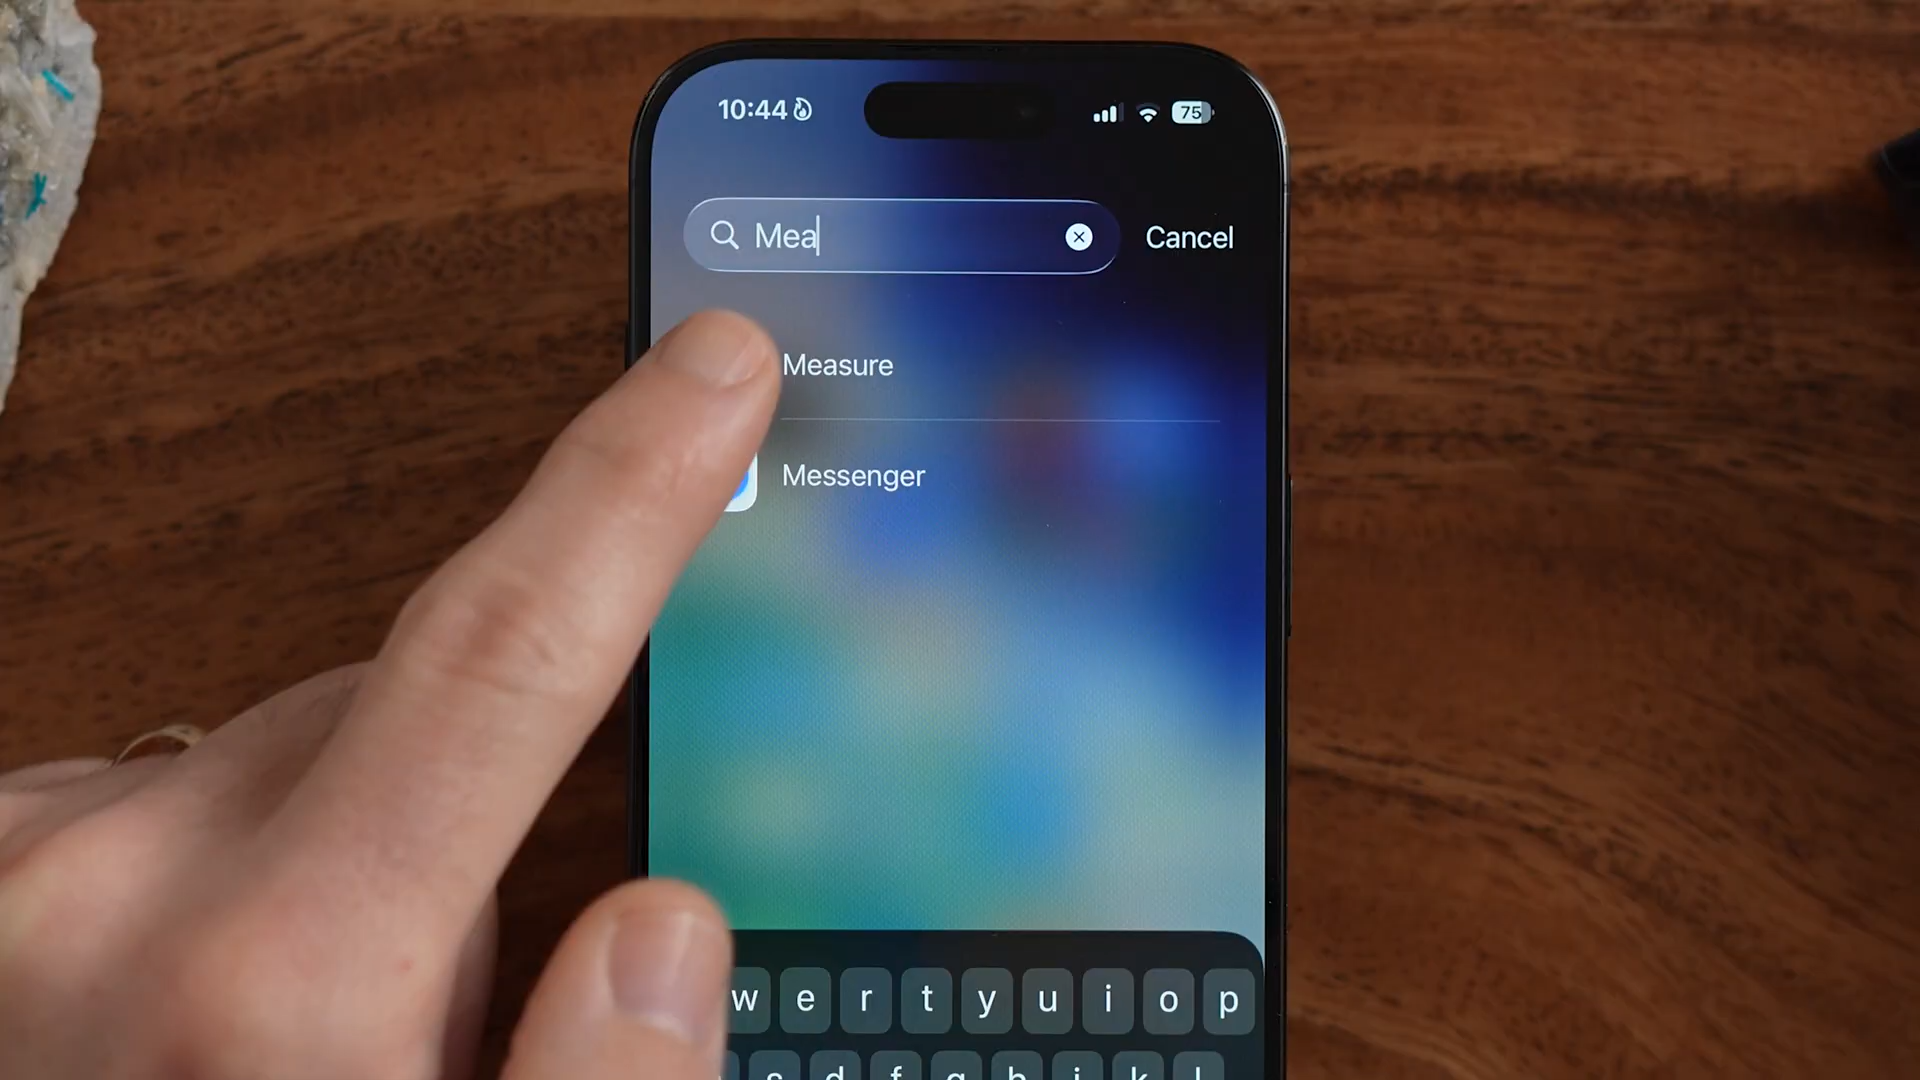 10:44
75
Mea
Cancel
Measure
Messenger
w e r t y u i o p
s d f g h j k l